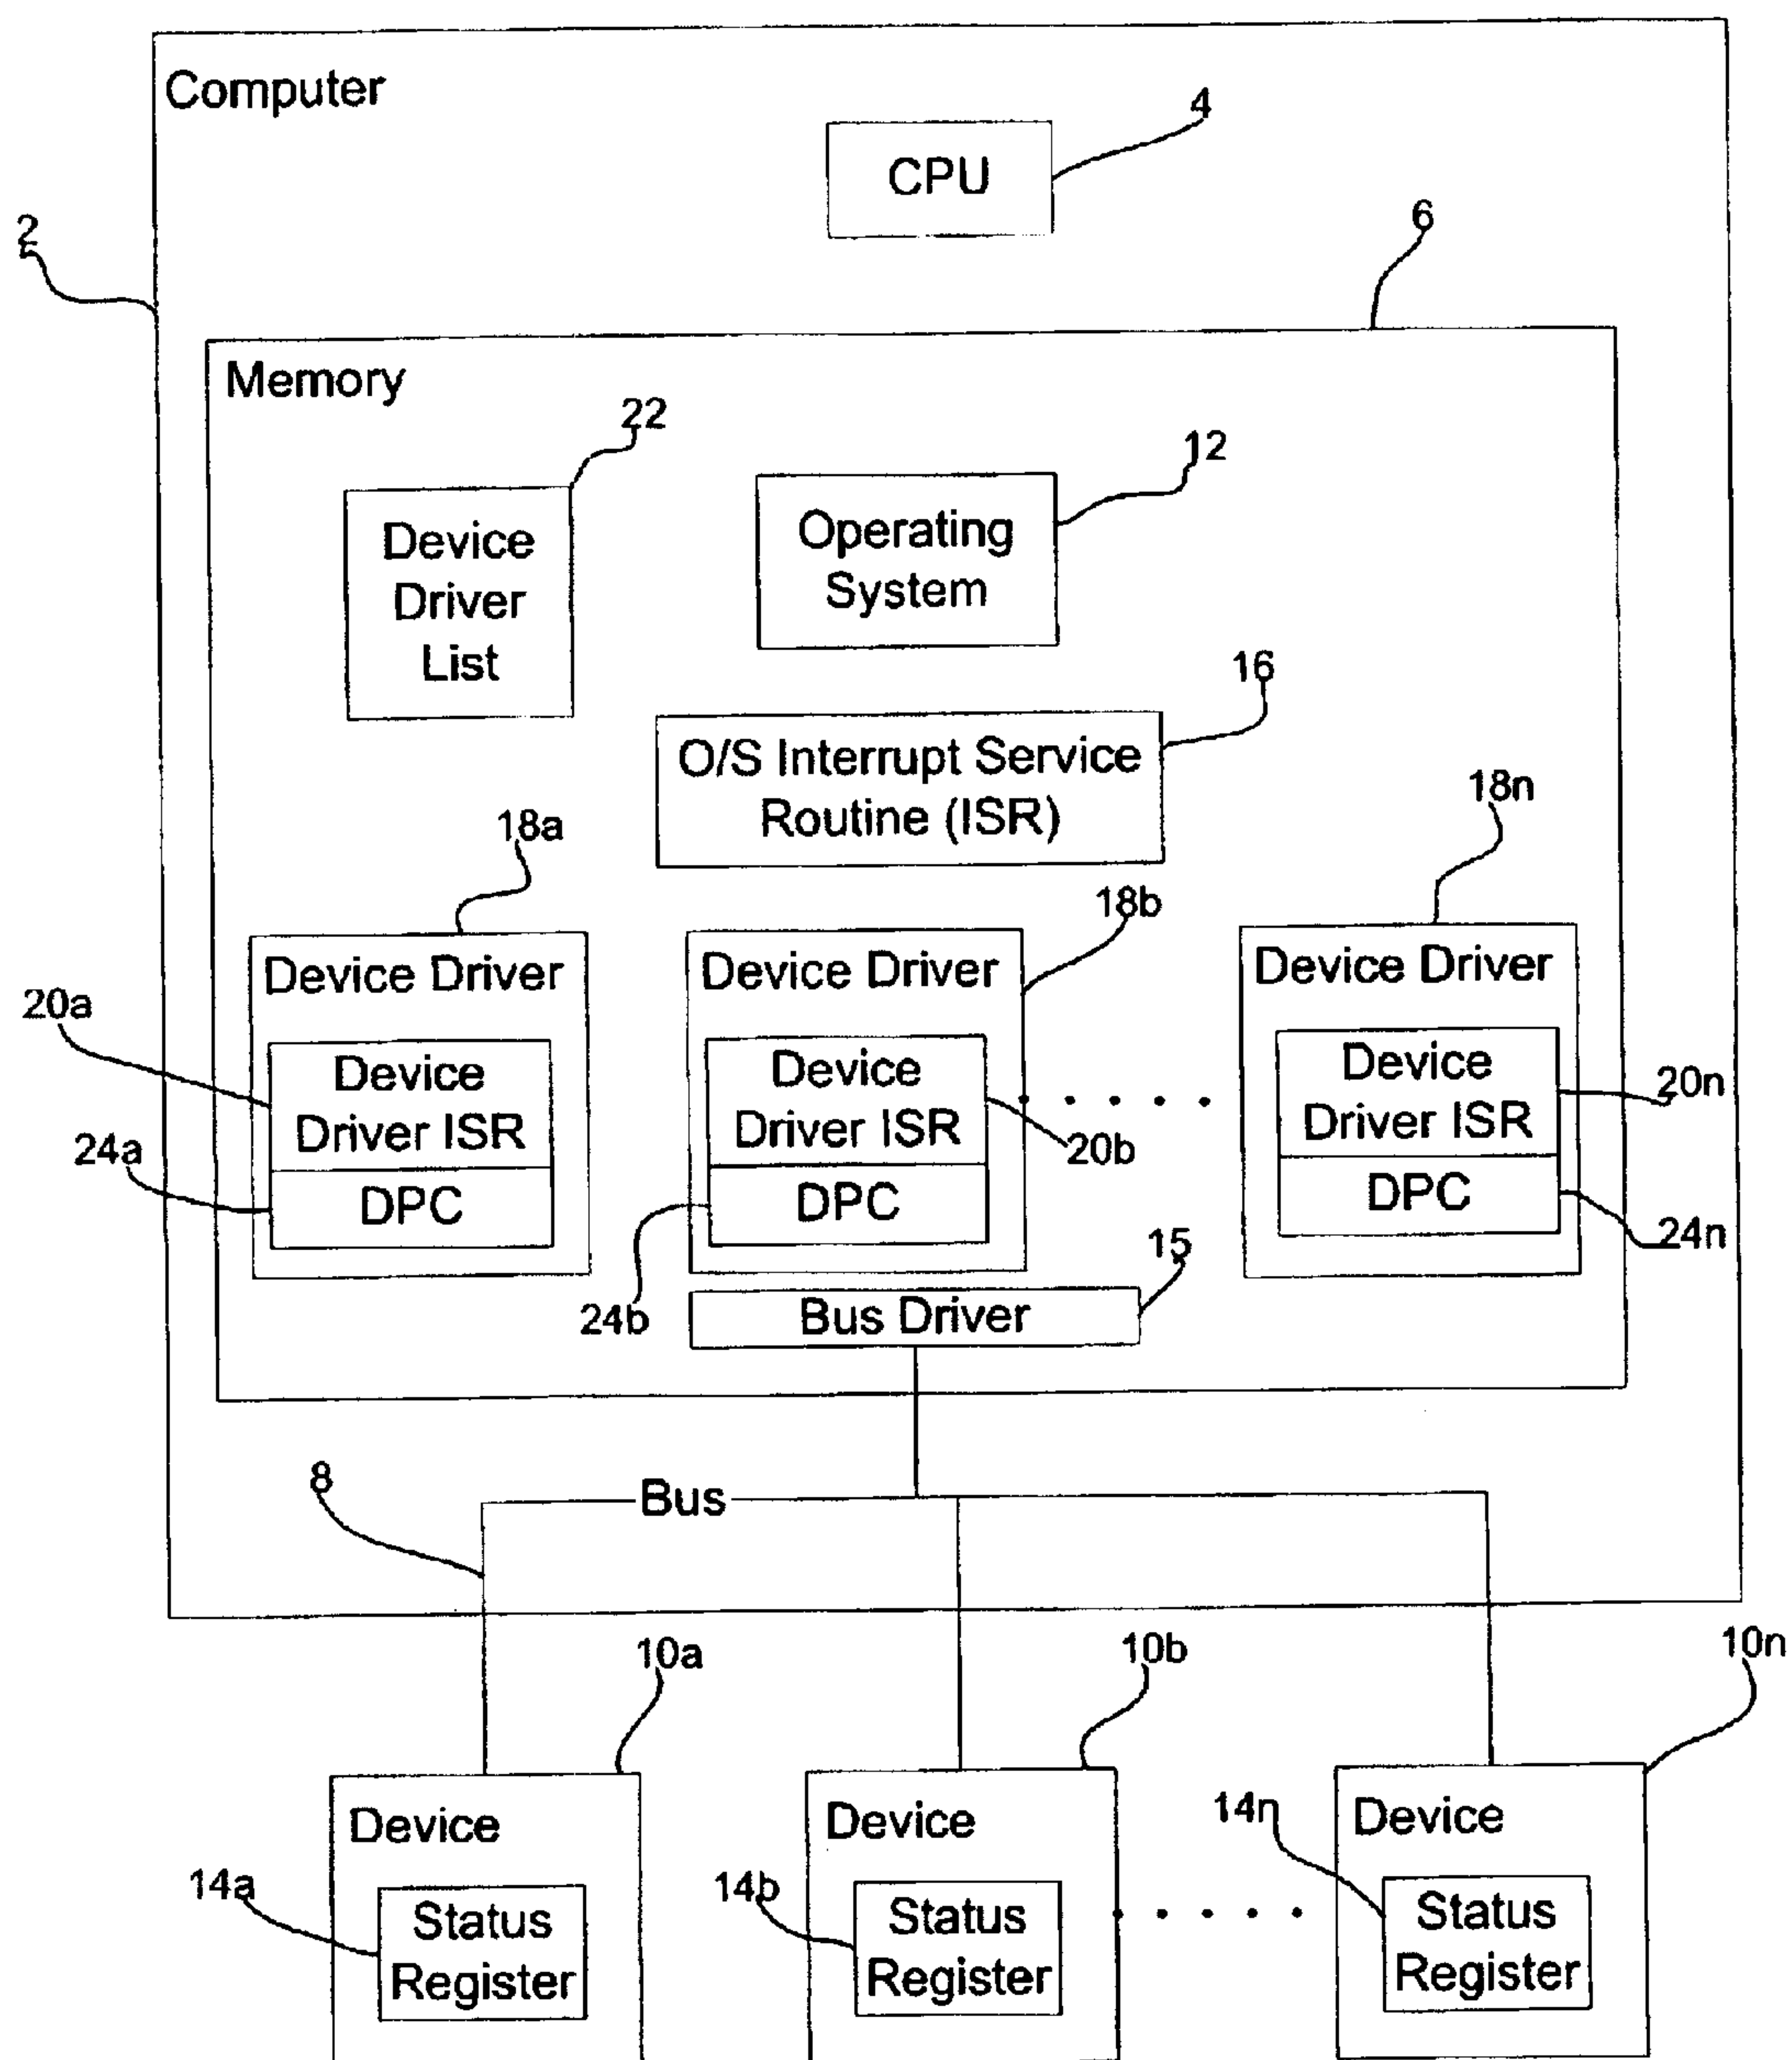 Computer
4
CPU
2
6
Memory
22
12
Device
Driver
List
Operating
System
16
O/S Interrupt Service
Routine (ISR)
18a
18b
18n
Device Driver
Device Driver
Device Driver
20a
Device
Driver ISR
Device
Driver ISR
Device
Driver ISR
20n
20b
24a
DPC
DPC
DPC
24n
24b
15
Bus Driver
8
Bus
10a
10b
10n
Device
Device
Device
14a
14b
14n
Status
Register
Status
Register
Status
Register